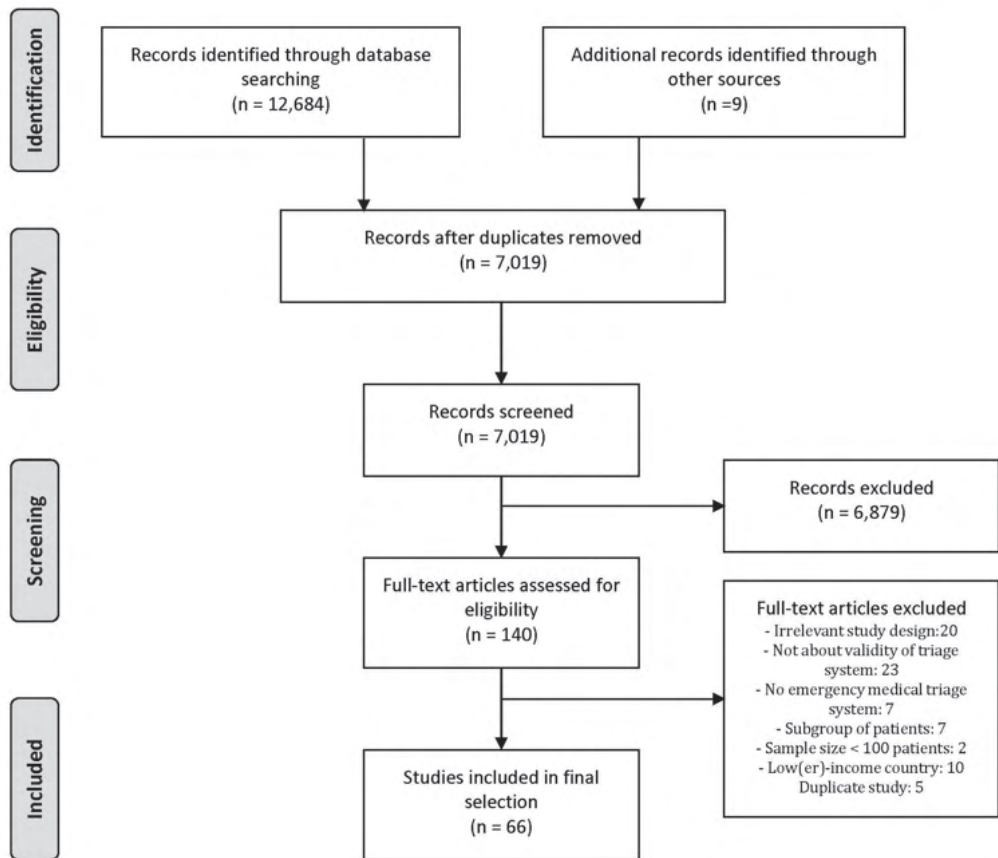 Identification
Records identified through database
searching
(n = 12,684)
Additional records identified through
other sources
(n =9)
Eligibility
Records after duplicates removed
(n = 7,019)
Records screened
(n = 7,019)
Screening
Records excluded
(n = 6,879)
Full-text articles assessed for
eligibility
(n = 140)
Full-text articles excluded
- Irrelevant study design:20
- Not about validity of triage
system: 23
- No emergency medical triage
system: 7
- Subgroup of patients: 7
- Sample size < 100 patients: 2
- Low(er)-income country: 10
Duplicate study: 5
Included
Studies included in final
selection
(n = 66)